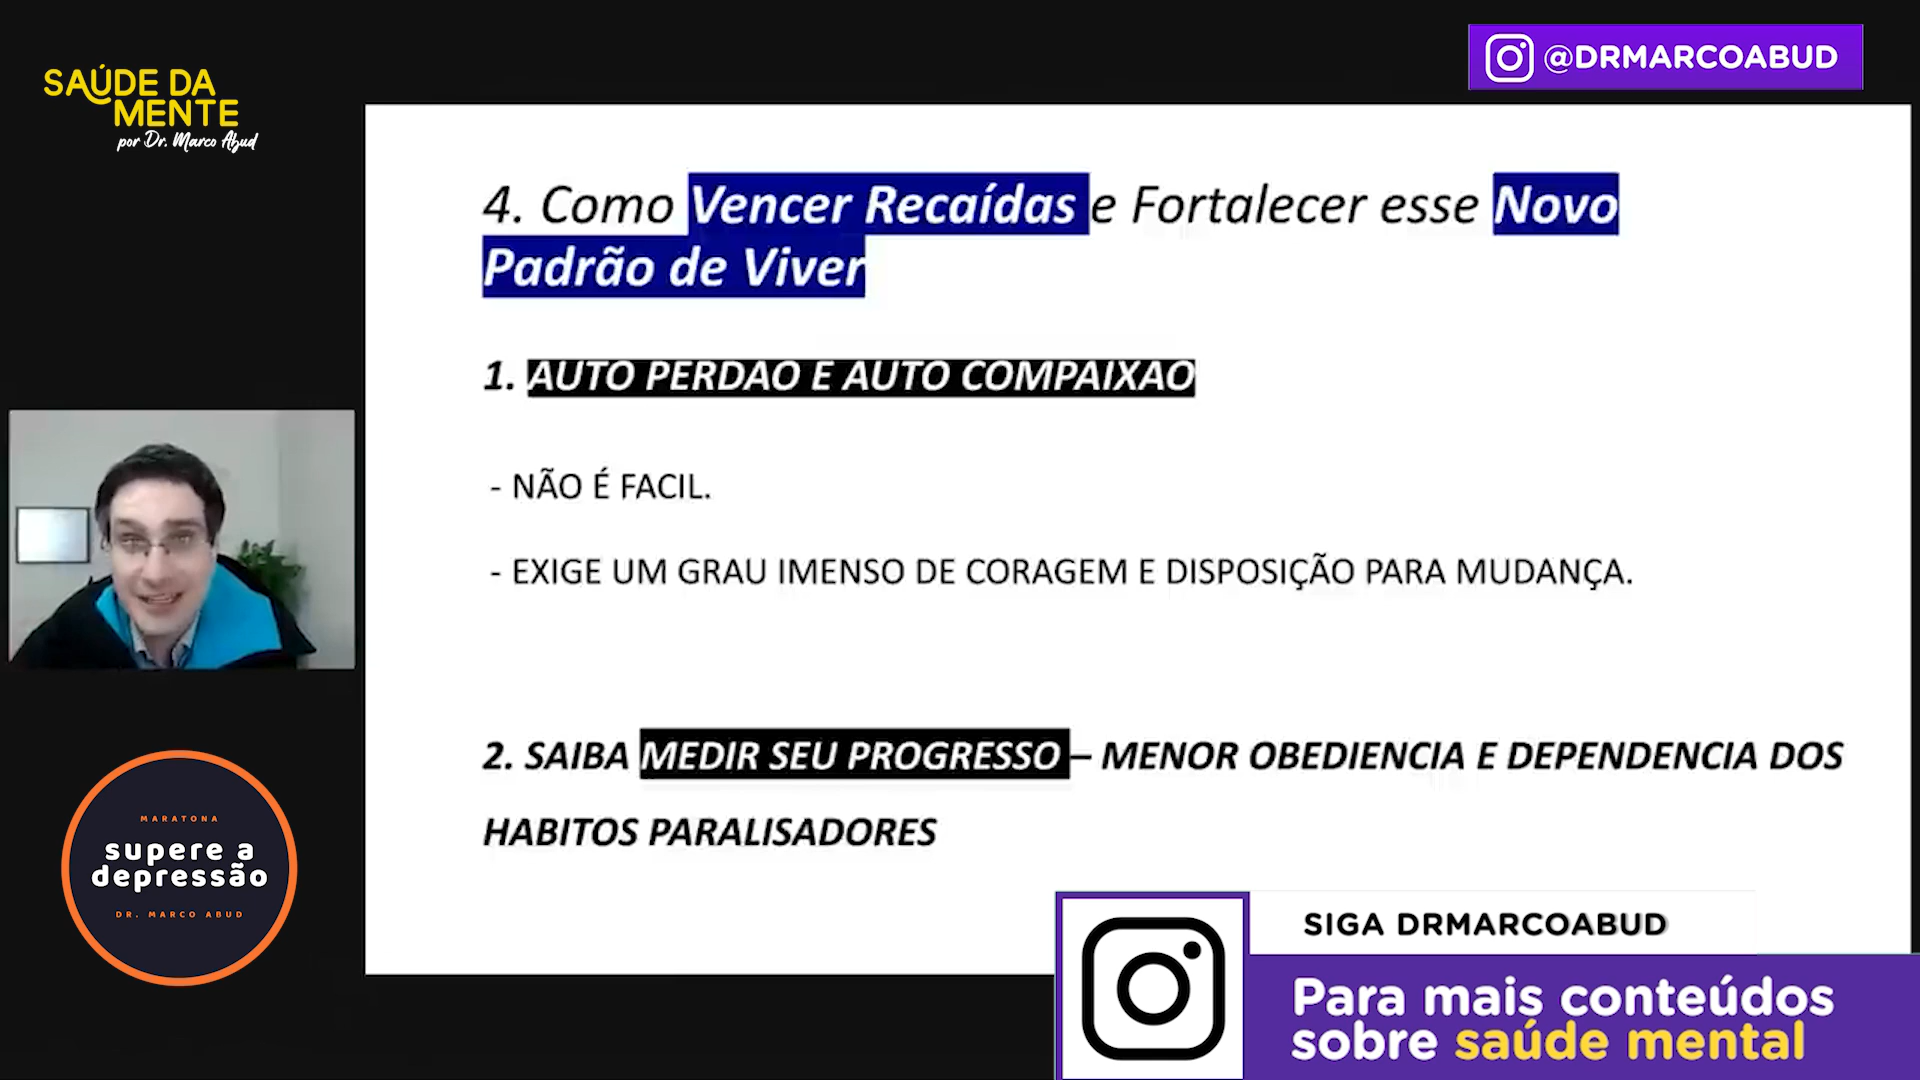 SAÚDE DA
MENTE
por Dr. Marco Abud
@DRMARCOABUD
4. Como Vencer Recaídas e Fortalecer esse Novo
Padrão de Viver
1. AUTO PERDAO E AUTO COMPAIXAO
- NÃO É FACIL.
- EXIGE UM GRAU IMENSO DE CORAGEM E DISPOSIÇÃO PARA MUDANÇA.
2. SAIBA MEDIR SEU PROGRESSO – MENOR OBEDIENCIA E DEPENDENCIA DOS
HABITOS PARALISADORES
MARATONA
supere a
depressão
DR. MARCO ABUD
SIGA DRMARCOABUD
Para mais conteúdos
sobre saúde mental